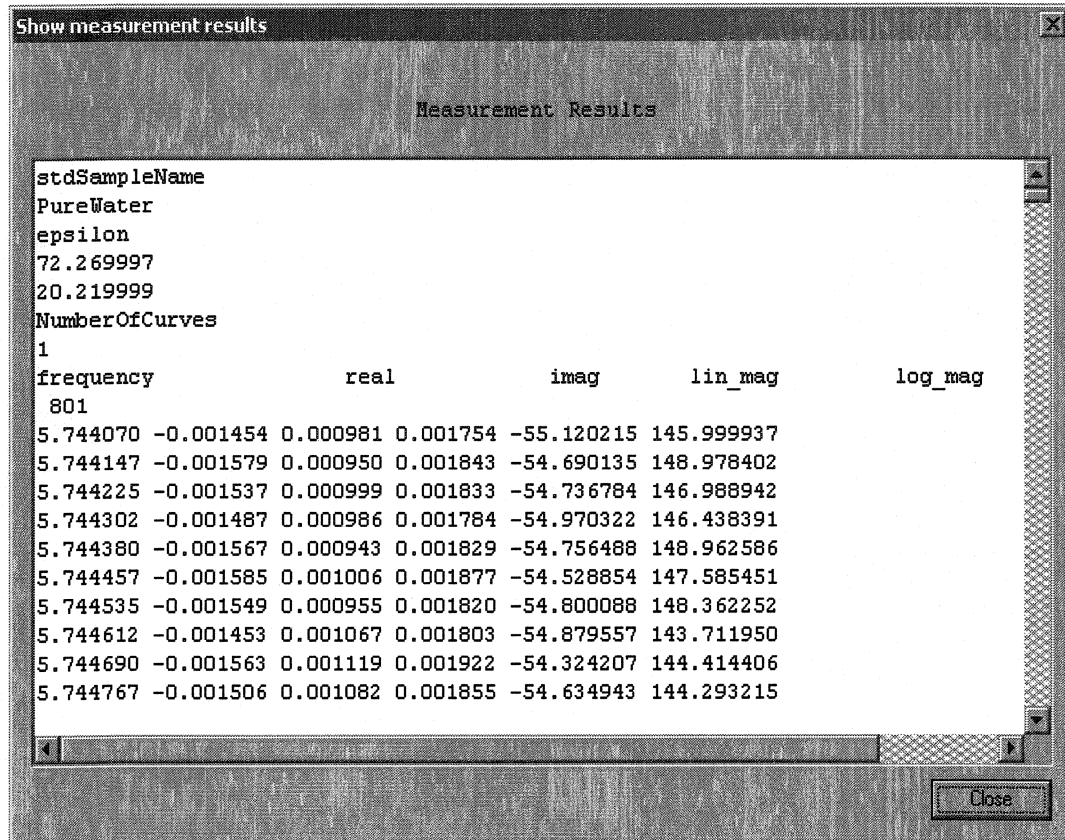 Show measurement results
Measurement Results
stdSampleName
PureWater
epsilon
72.269997
20.219999
NumberOfCurves
1
frequency real imag lin_mag log_mag
801
5.744070 -0.001454 0.000981 0.001754 -55.120215 145.999937
5.744147 -0.001579 0.000950 0.001843 -54.690135 148.978402
5.744225 -0.001537 0.000999 0.001833 -54.736784 146.988942
5.744302 -0.001487 0.000986 0.001784 -54.970322 146.438391
5.744380 -0.001567 0.000943 0.001829 -54.756488 148.962586
5.744457 -0.001585 0.001006 0.001877 -54.528854 147.585451
5.744535 -0.001549 0.000955 0.001820 -54.800088 148.362252
5.744612 -0.001453 0.001067 0.001803 -54.879557 143.711950
5.744690 -0.001563 0.001119 0.001922 -54.324207 144.414406
5.744767 -0.001506 0.001082 0.001855 -54.634943 144.293215
Close